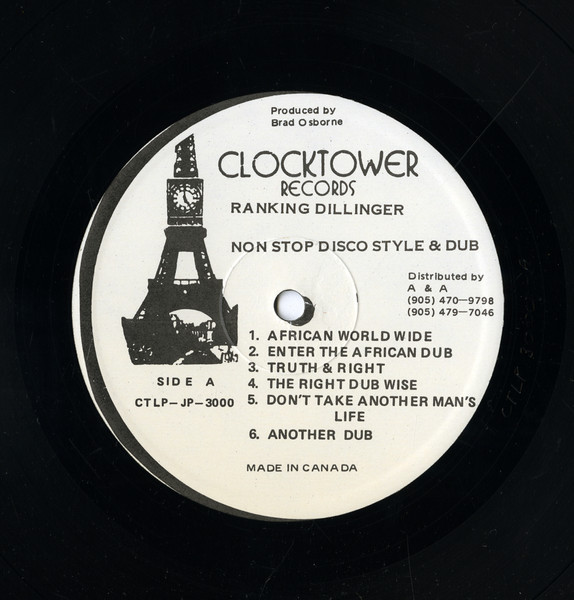 Produced by
Brad Osborne
CLOCKTOWER
RECORDS
RANKING DILLINGER
NON STOP DISCO STYLE & DUB
Distributed by
A & A
(905) 470—9798
(905) 479—7046
1. AFRICAN WORLD WIDE
2. ENTER THE AFRICAN DUB
3. TRUTH & RIGHT
4. THE RIGHT DUB WISE
5. DON'T TAKE ANOTHER MAN'S
LIFE
6. ANOTHER DUB
SIDE A
CTLP—JP—3000
MADE IN CANADA